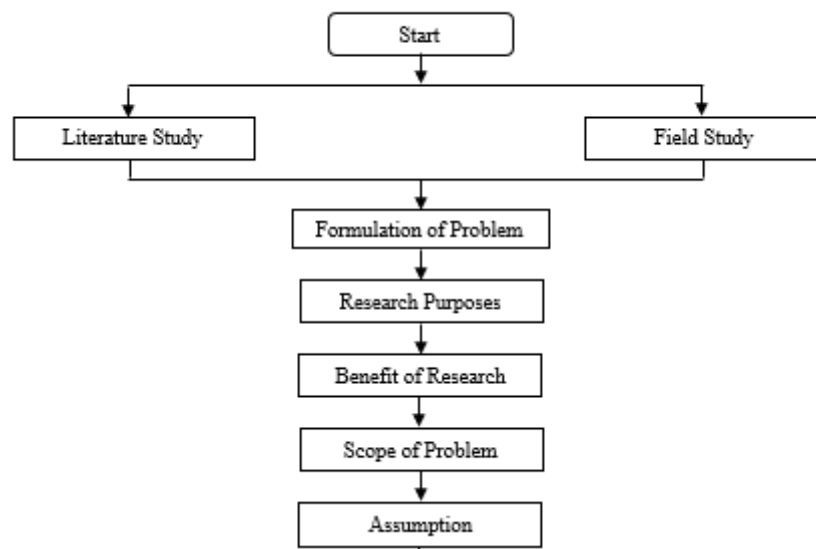 Start
Literature Study
Field Study
Formulation of Problem
Research Purposes
Benefit of Research
Scope of Problem
Assumption